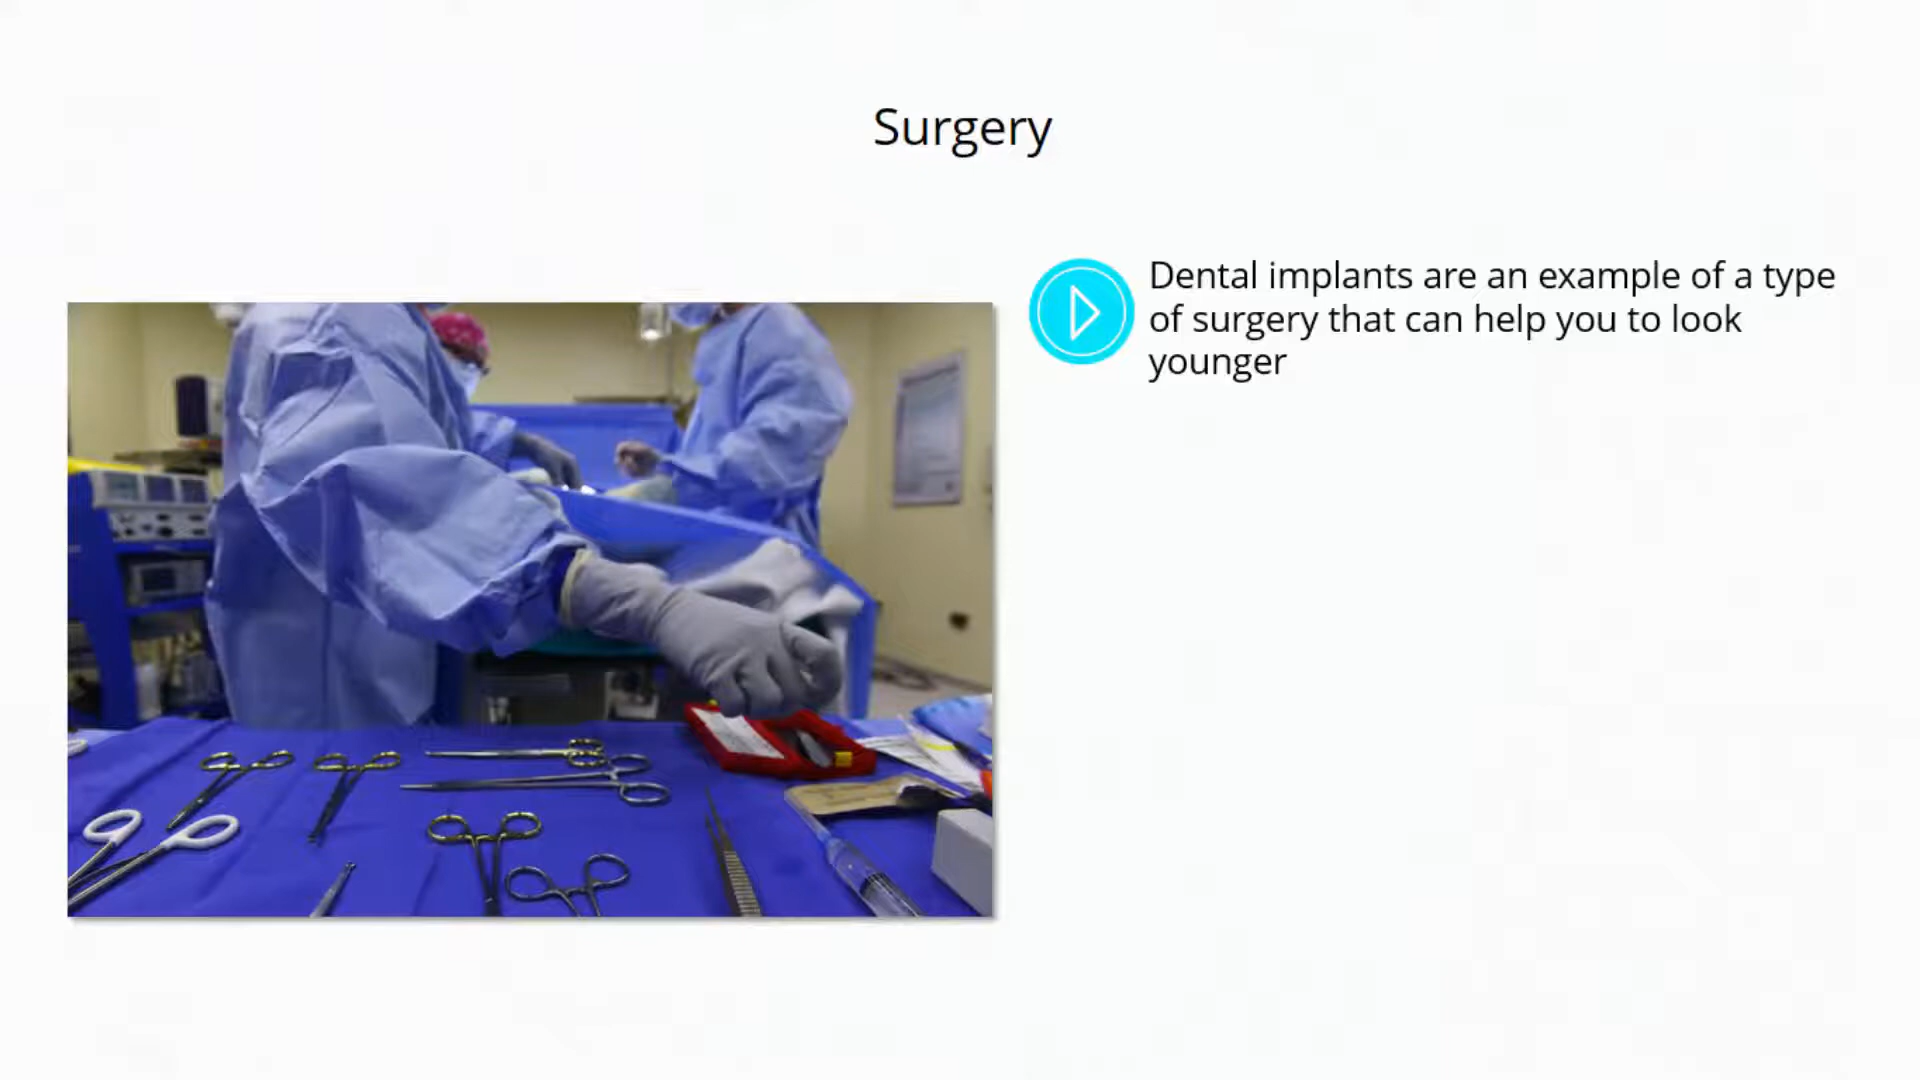 Surgery
Dental implants are an example of a type
of surgery that can help you to look
younger